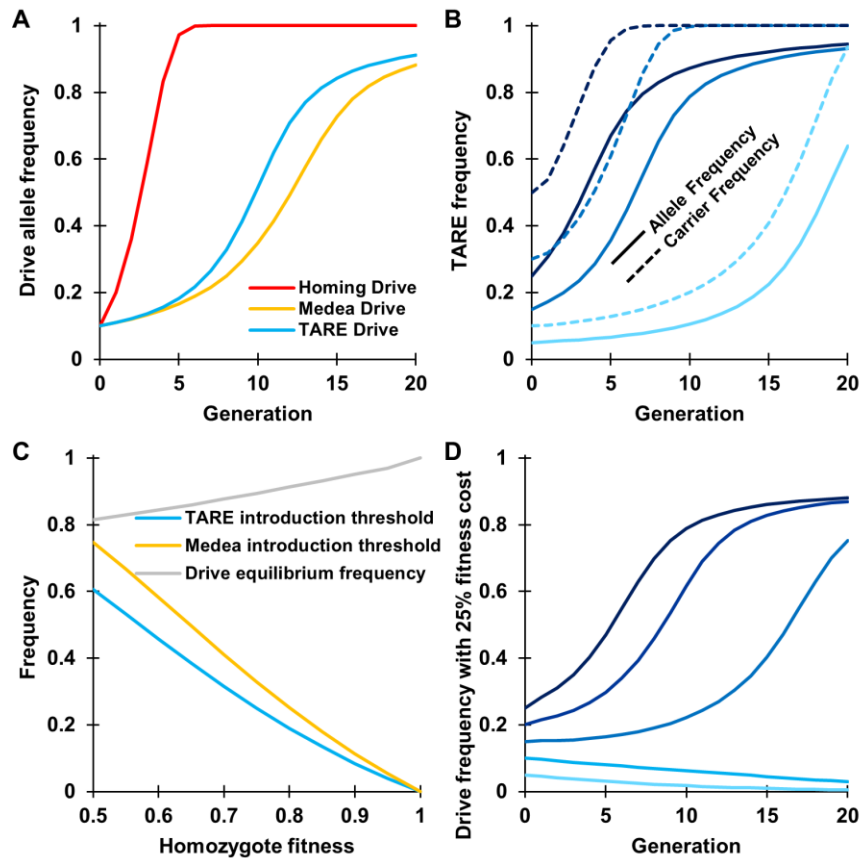 A
Drive allele frequency
1
0.8
0.6
0.4
0.2
0
Homing Drive
Medea Drive
TARE Drive
0
5
10
15
20
Generation
B
TARE frequency
1
0.8
0.6
0.4
0.2
0
Allele Frequency
Carrier Frequency
0
5
10
15
20
Generation
C
Frequency
1
0.8
0.6
0.4
0.2
0
TARE introduction threshold
Medea introduction threshold
Drive equilibrium frequency
0.5
0.6
0.7
0.8
0.9
1
Homozygote fitness
D
Drive frequency with 25% fitness cost
1
0.8
0.6
0.4
0.2
0
0
5
10
15
20
Generation